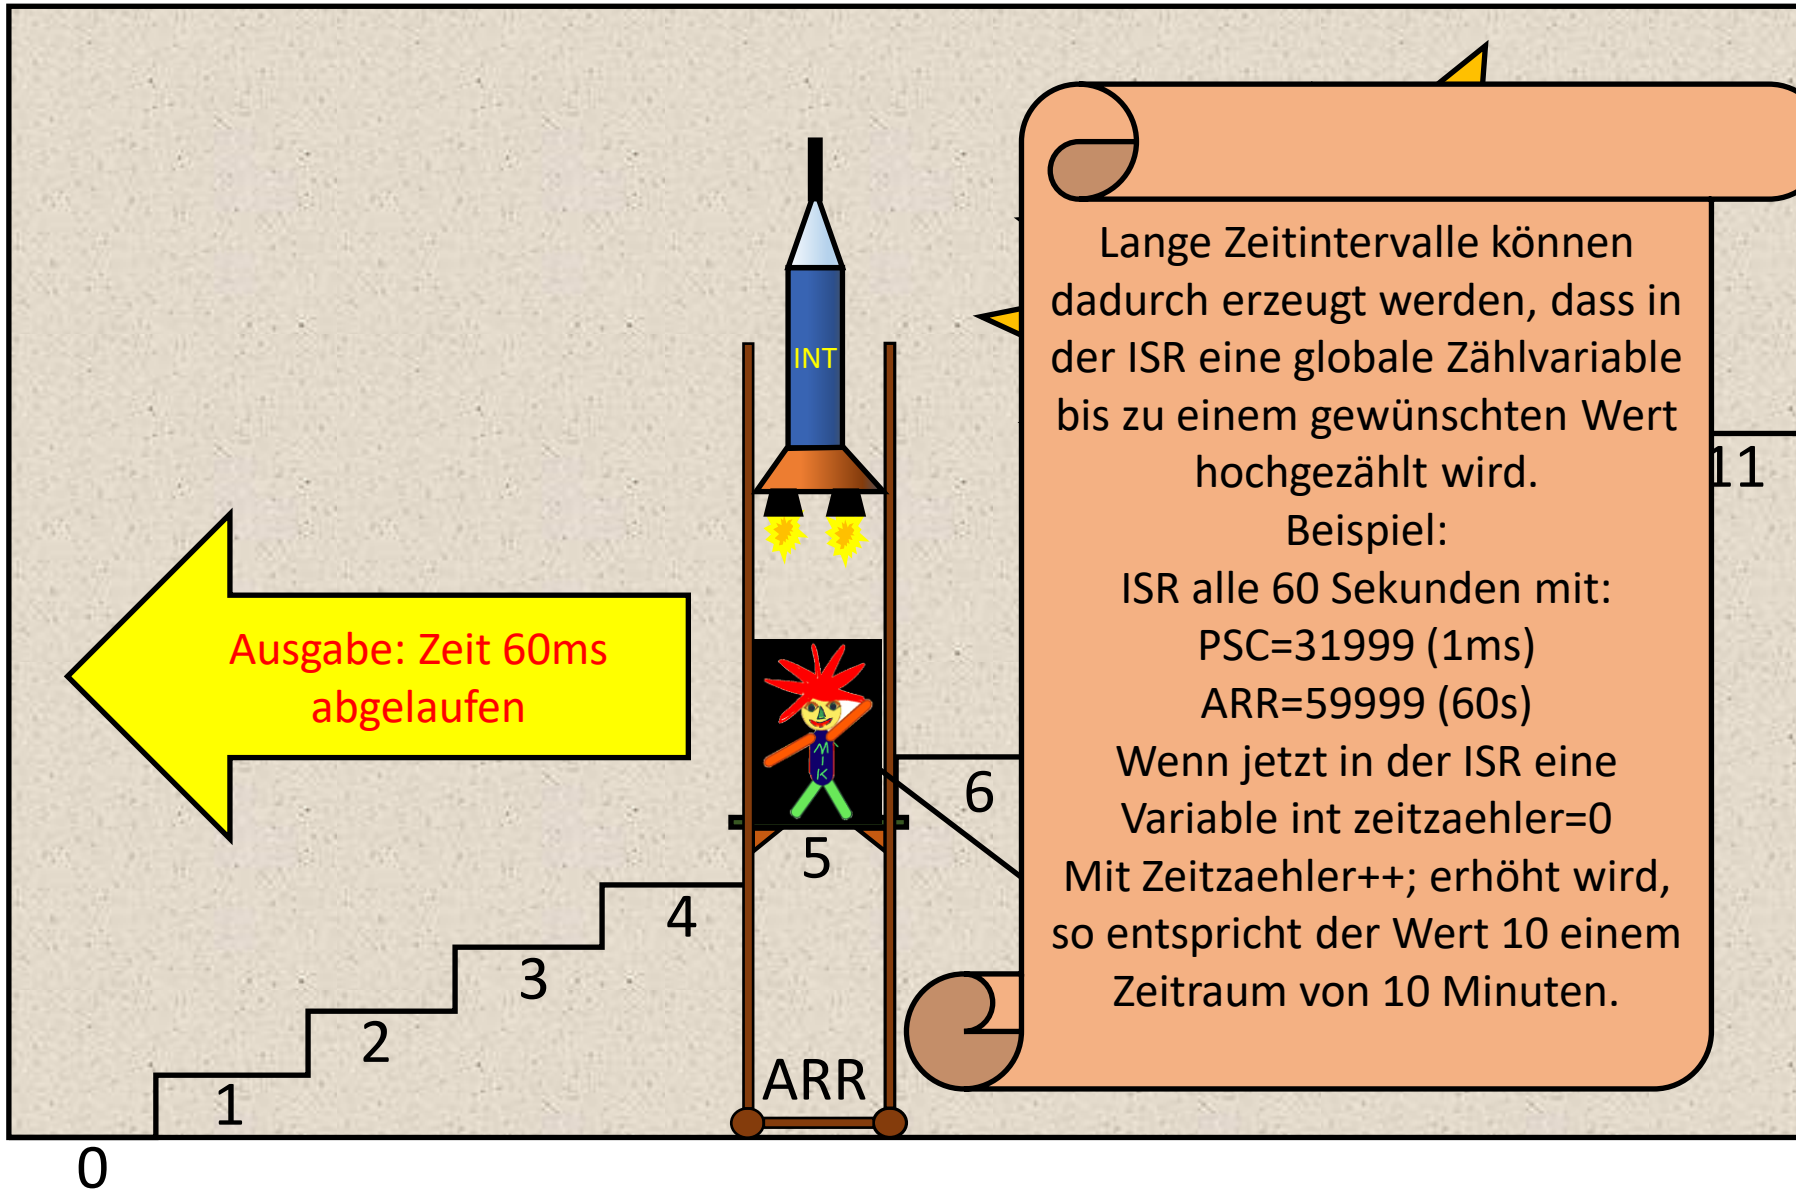 INT
Ausgabe: Zeit 60ms
abgelaufen
MIK
0
1
2
3
4
5
6
11
ARR
Lange Zeitintervalle können
dadurch erzeugt werden, dass in
der ISR eine globale Zählvariable
bis zu einem gewünschten Wert
hochgezählt wird.
Beispiel:
ISR alle 60 Sekunden mit:
PSC=31999 (1ms)
ARR=59999 (60s)
Wenn jetzt in der ISR eine
Variable int zeitzaehler=0
Mit Zeitzaehler++; erhöht wird,
so entspricht der Wert 10 einem
Zeitraum von 10 Minuten.